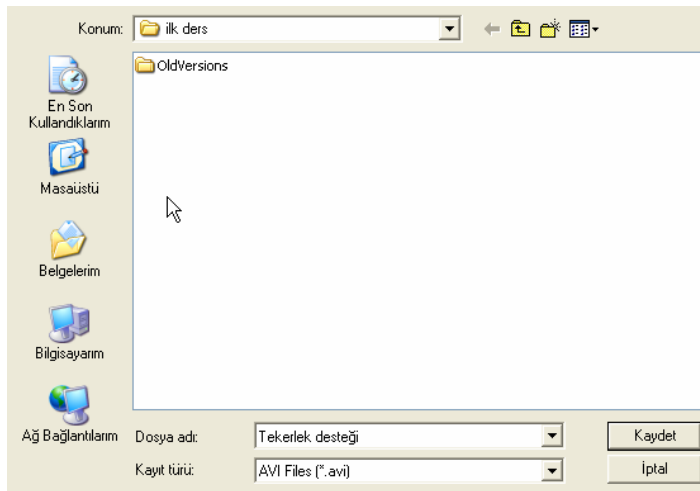 Konum: ilk ders
OldVersions
En Son
Kullandıklarım
Masaüstü
Belgelerim
Bilgisayarım
Ağ Bağlantılarım
Dosya adı: Tekerlek desteği Kaydet
Kayıt türü: AVI Files (*.avi) İptal